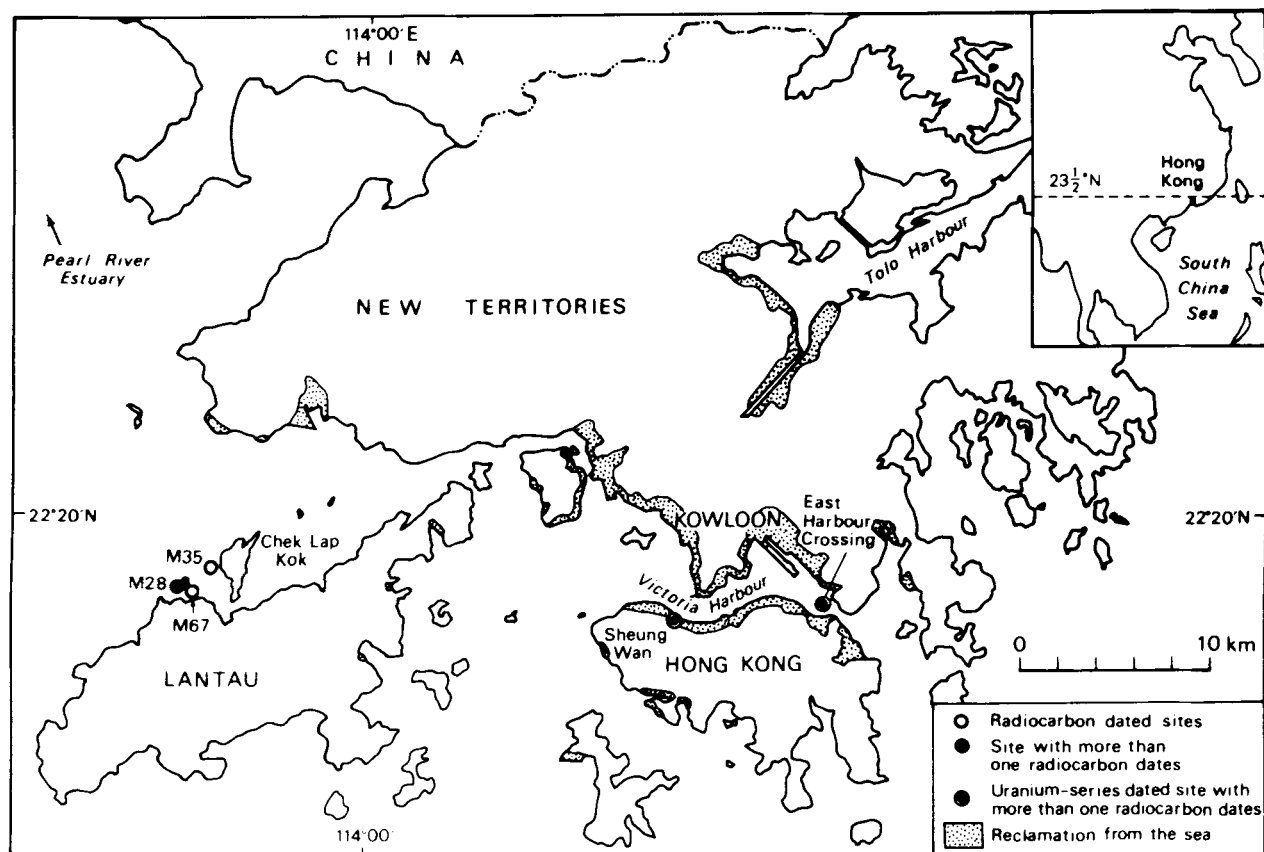 114°00′E
CHINA
Pearl River
Estuary
NEW TERRITORIES
Tolo Harbour
23½°N
Hong
Kong
South
China
Sea
22°20′N
22°20′N
KOWLOON
East
Harbour
Crossing
Chek Lap
Kok
M35
M28
M67
Victoria Harbour
Sheung
Wan
HONG KONG
LANTAU
0 10 km
114°00′
Radiocarbon dated sites
Site with more than
one radiocarbon dates
Uranium-series dated site with
more than one radiocarbon dates
Reclamation from the sea